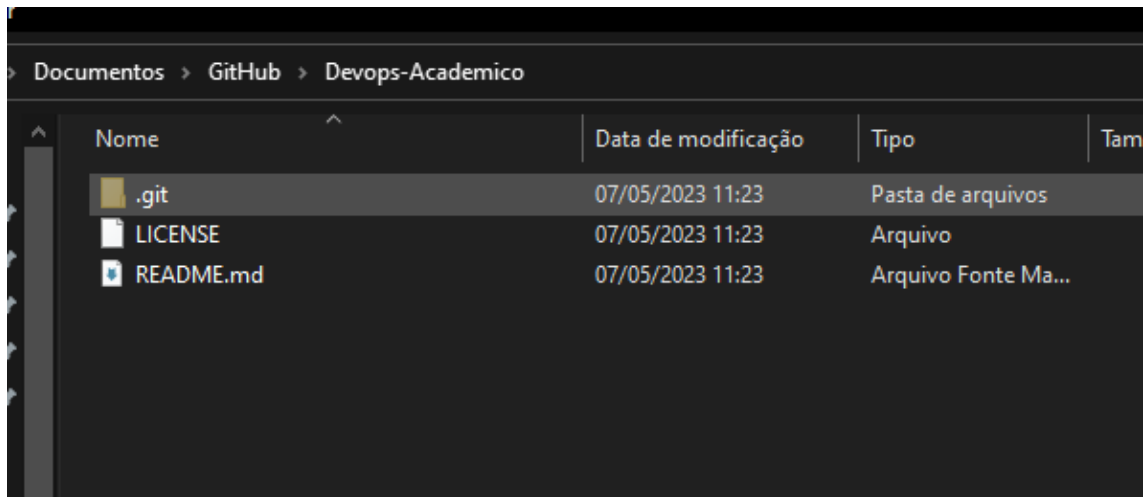 Documentos > GitHub > Devops-Academico
Nome Data de modificação Tipo Tam
.git 07/05/2023 11:23 Pasta de arquivos
LICENSE 07/05/2023 11:23 Arquivo
README.md 07/05/2023 11:23 Arquivo Fonte Ma...